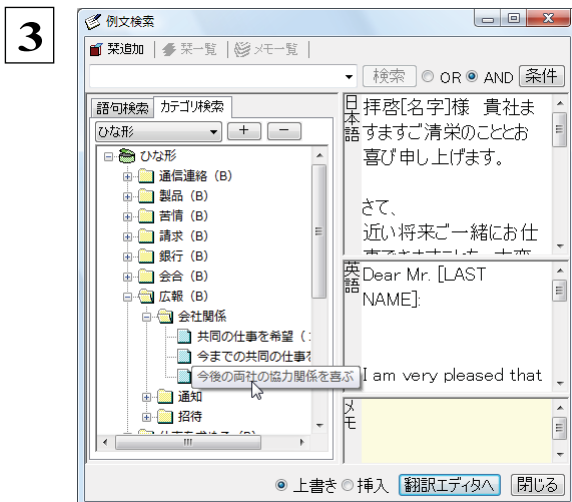 3
例文検索
栞追加 栞一覧 メモ一覧
検索 OR AND 条件
語句検索 カテゴリ検索
ひな形 + −
ひな形
通信連絡 (B)
製品 (B)
苦情 (B)
請求 (B)
銀行 (B)
会合 (B)
広報 (B)
会社関係
共同の仕事を希望 (
今までの共同の仕事を
今後の両社の協力関係を喜ぶ
通知
招待
日本語
拝啓[名字]様 貴社ま
すますご清栄のこととお
喜び申し上げます。
さて、
近い将来ご一緒にお仕
英語
Dear Mr. [LAST
NAME]:
I am very pleased that
メモ
上書き 挿入 翻訳エディタへ 閉じる